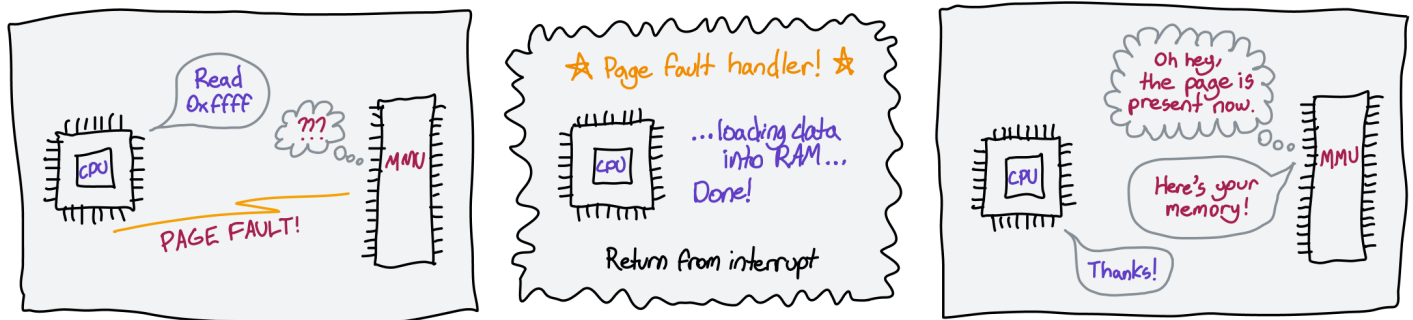 Read
0xffff
???
CPU
MMU
PAGE FAULT!
☆ Page fault handler! ☆
...loading data
into RAM...
CPU
Done!
Return from interrupt
Oh hey,
the page is
present now.
CPU
MMU
Here's your
memory!
Thanks!